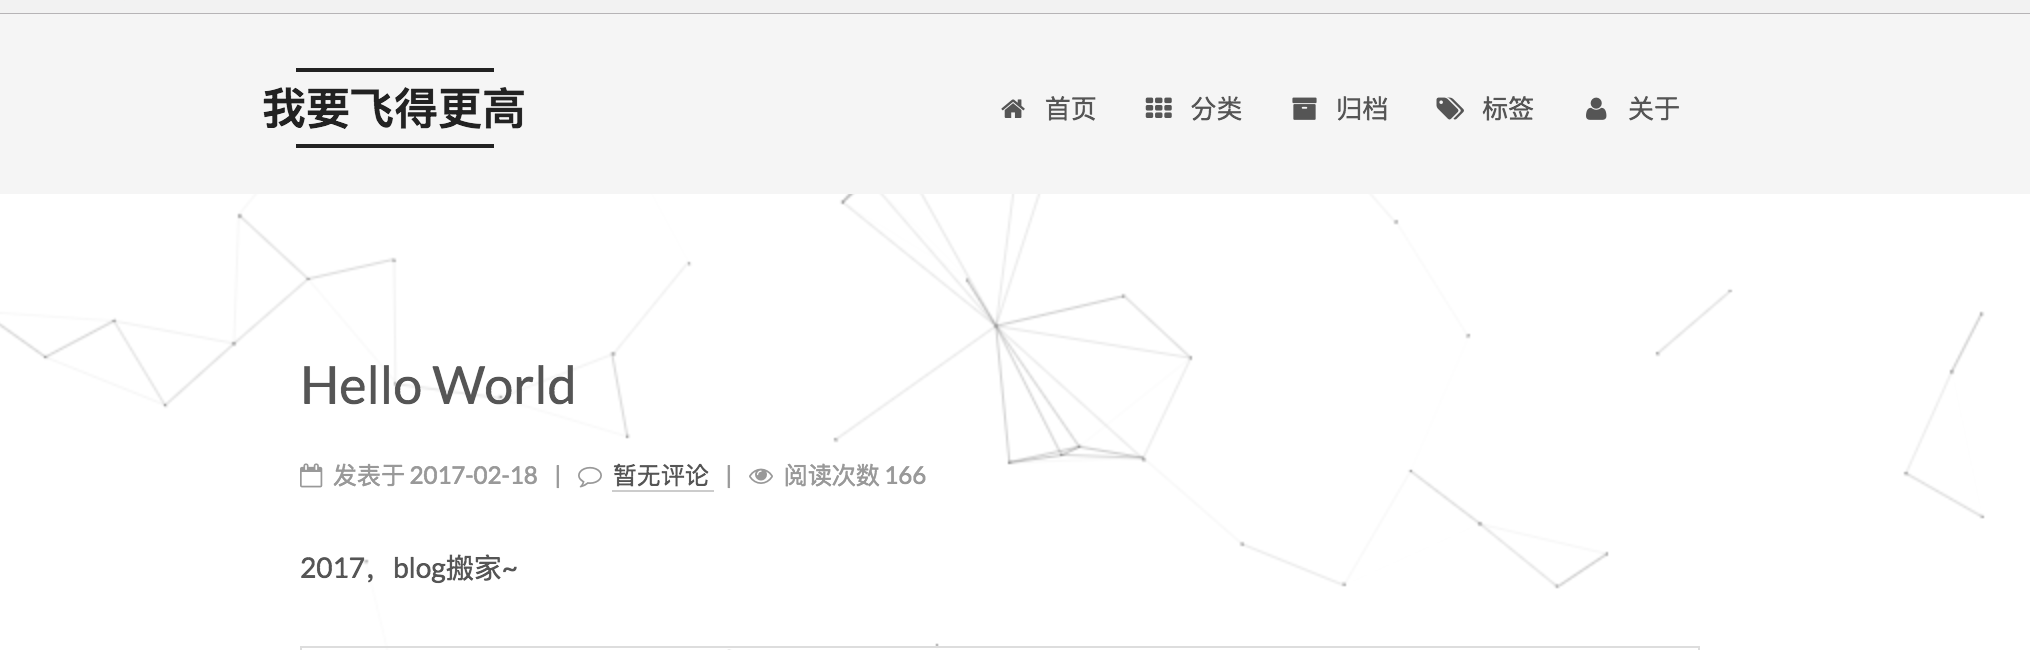 我要飞得更高
首页 分类 归档 标签 关于
Hello World
发表于 2017-02-18 | 暂无评论 | 阅读次数 166
2017，blog搬家~